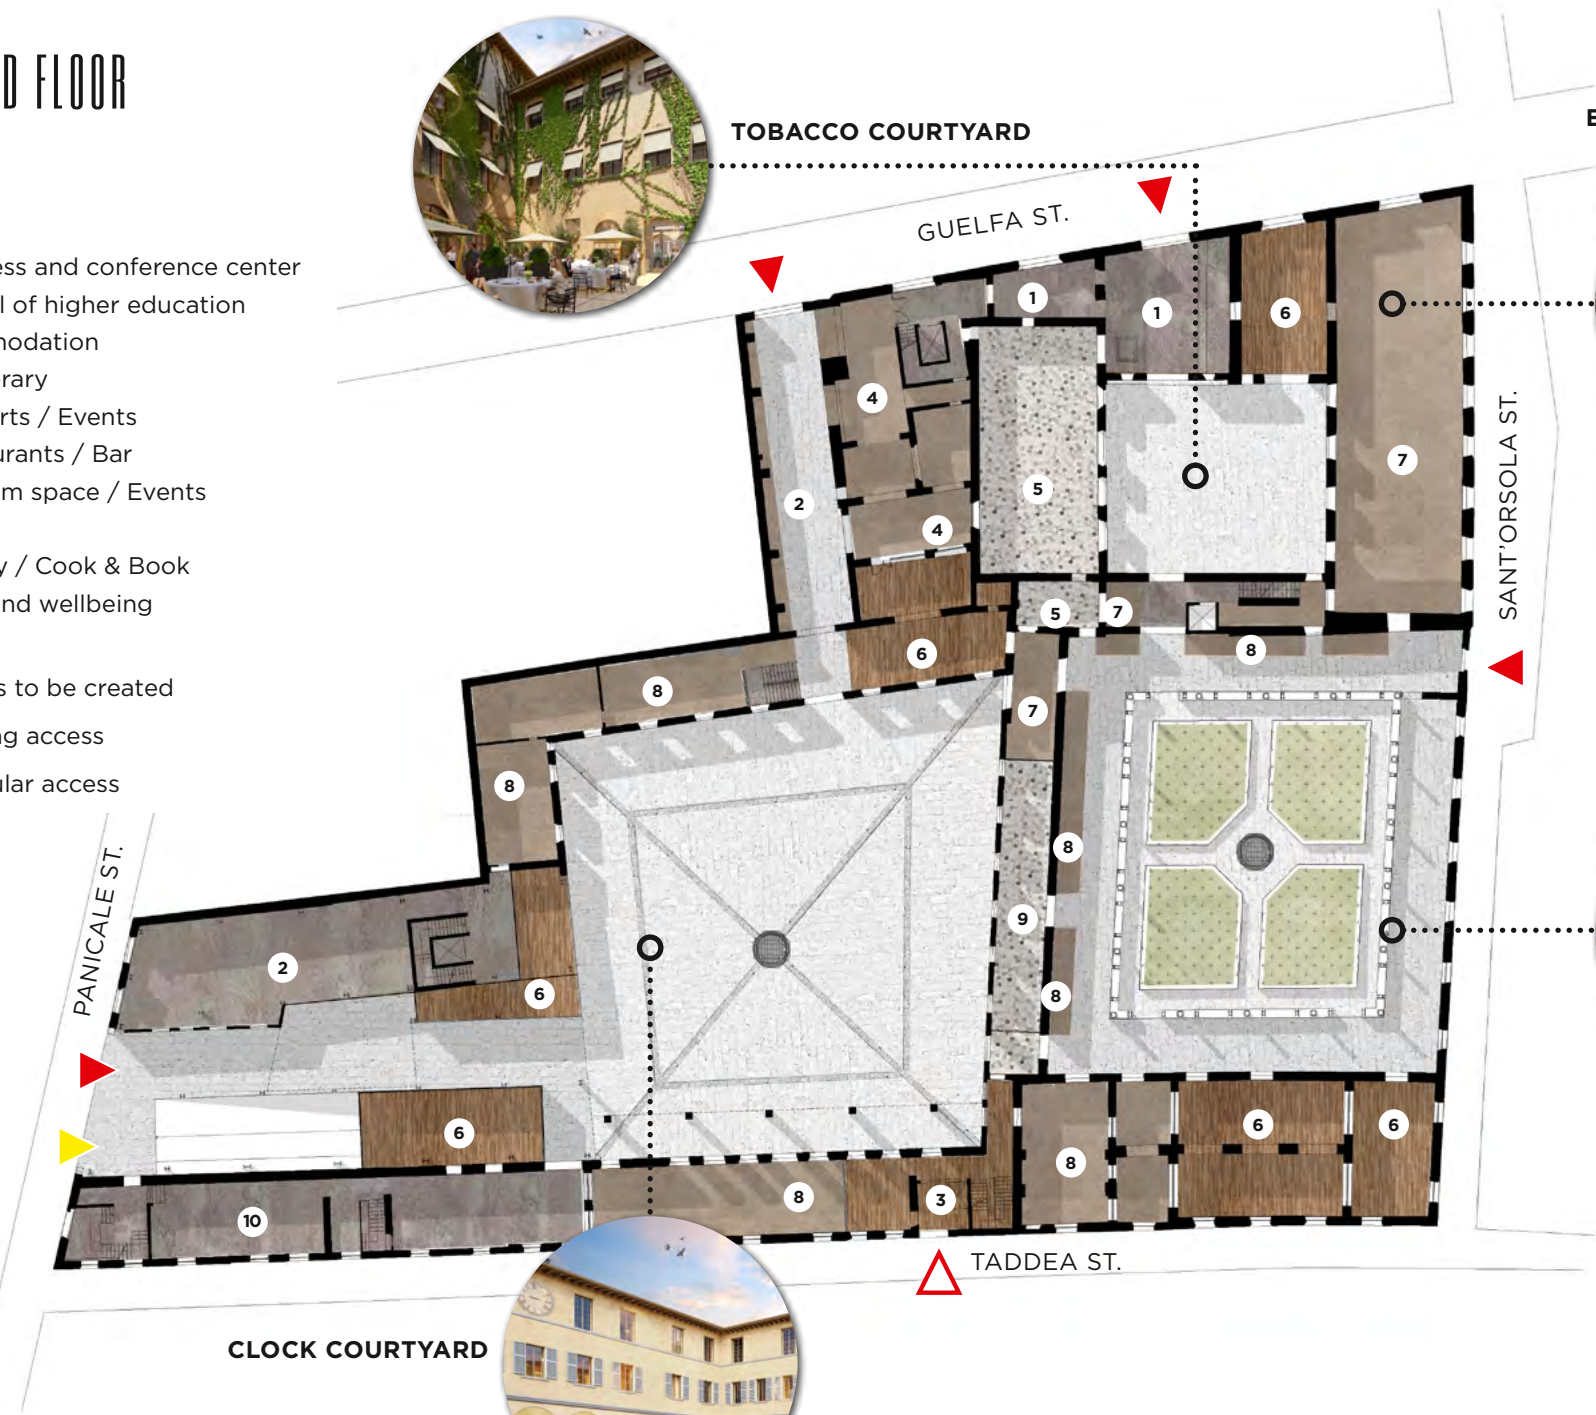 D FLOOR
TOBACCO COURTYARD
GUELFA ST.
ess and conference center
l of higher education
nodation
rary
rts / Events
urants / Bar
m space / Events
y / Cook & Book
nd wellbeing
s to be created
ng access
ular access
SANT'ORSOLA ST.
PANICALE ST.
1
1
6
4
7
5
2
4
5
7
6
8
8
7
8
8
9
2
6
8
6
6
6
8
8
3
10
TADDEA ST.
CLOCK COURTYARD